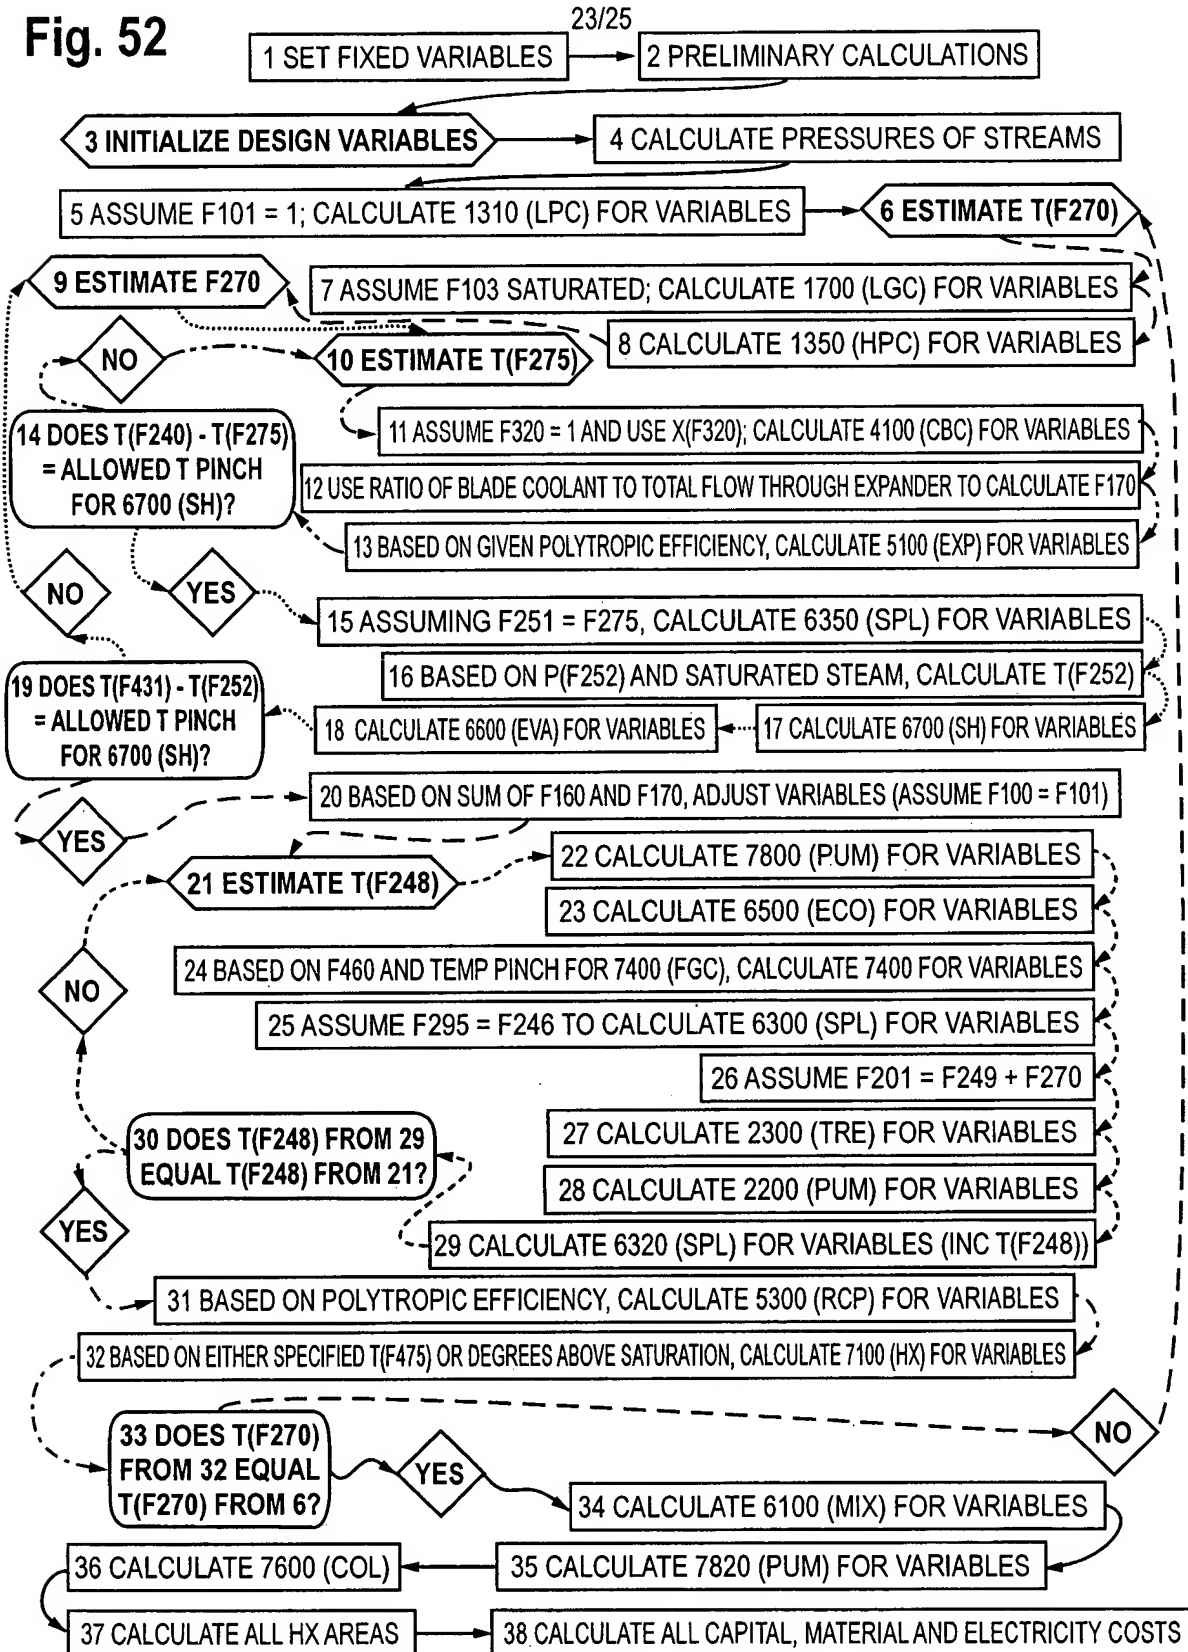 Fig. 52
23/25
1 SET FIXED VARIABLES
2 PRELIMINARY CALCULATIONS
3 INITIALIZE DESIGN VARIABLES
4 CALCULATE PRESSURES OF STREAMS
5 ASSUME F101 = 1; CALCULATE 1310 (LPC) FOR VARIABLES
6 ESTIMATE T(F270)
9 ESTIMATE F270
7 ASSUME F103 SATURATED; CALCULATE 1700 (LGC) FOR VARIABLES
8 CALCULATE 1350 (HPC) FOR VARIABLES
NO
10 ESTIMATE T(F275)
11 ASSUME F320 = 1 AND USE X(F320); CALCULATE 4100 (CBC) FOR VARIABLES
14 DOES T(F240) - T(F275)
= ALLOWED T PINCH
FOR 6700 (SH)?
12 USE RATIO OF BLADE COOLANT TO TOTAL FLOW THROUGH EXPANDER TO CALCULATE F170
13 BASED ON GIVEN POLYTROPIC EFFICIENCY, CALCULATE 5100 (EXP) FOR VARIABLES
NO
YES
15 ASSUMING F251 = F275, CALCULATE 6350 (SPL) FOR VARIABLES
16 BASED ON P(F252) AND SATURATED STEAM, CALCULATE T(F252)
19 DOES T(F431) - T(F252)
= ALLOWED T PINCH
FOR 6700 (SH)?
18 CALCULATE 6600 (EVA) FOR VARIABLES
17 CALCULATE 6700 (SH) FOR VARIABLES
20 BASED ON SUM OF F160 AND F170, ADJUST VARIABLES (ASSUME F100 = F101)
YES
21 ESTIMATE T(F248)
22 CALCULATE 7800 (PUM) FOR VARIABLES
23 CALCULATE 6500 (ECO) FOR VARIABLES
24 BASED ON F460 AND TEMP PINCH FOR 7400 (FGC), CALCULATE 7400 FOR VARIABLES
NO
25 ASSUME F295 = F246 TO CALCULATE 6300 (SPL) FOR VARIABLES
26 ASSUME F201 = F249 + F270
30 DOES T(F248) FROM 29
EQUAL T(F248) FROM 21?
27 CALCULATE 2300 (TRE) FOR VARIABLES
28 CALCULATE 2200 (PUM) FOR VARIABLES
YES
29 CALCULATE 6320 (SPL) FOR VARIABLES (INC T(F248))
31 BASED ON POLYTROPIC EFFICIENCY, CALCULATE 5300 (RCP) FOR VARIABLES
32 BASED ON EITHER SPECIFIED T(F475) OR DEGREES ABOVE SATURATION, CALCULATE 7100 (HX) FOR VARIABLES
33 DOES T(F270)
FROM 32 EQUAL
T(F270) FROM 6?
YES
NO
34 CALCULATE 6100 (MIX) FOR VARIABLES
36 CALCULATE 7600 (COL)
35 CALCULATE 7820 (PUM) FOR VARIABLES
37 CALCULATE ALL HX AREAS
38 CALCULATE ALL CAPITAL, MATERIAL AND ELECTRICITY COSTS